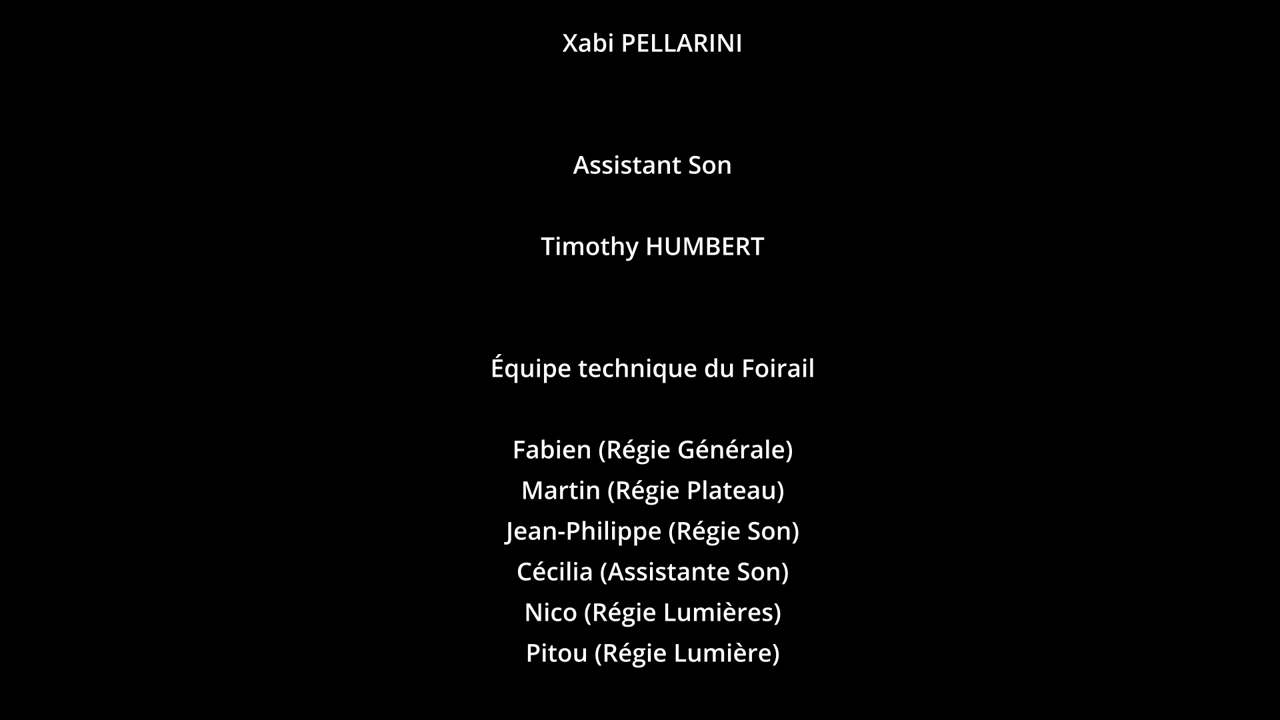 Xabi PELLARINI
Assistant Son
Timothy HUMBERT
Équipe technique du Foirail
Fabien (Régie Générale)
Martin (Régie Plateau)
Jean-Philippe (Régie Son)
Cécilia (Assistante Son)
Nico (Régie Lumières)
Pitou (Régie Lumière)